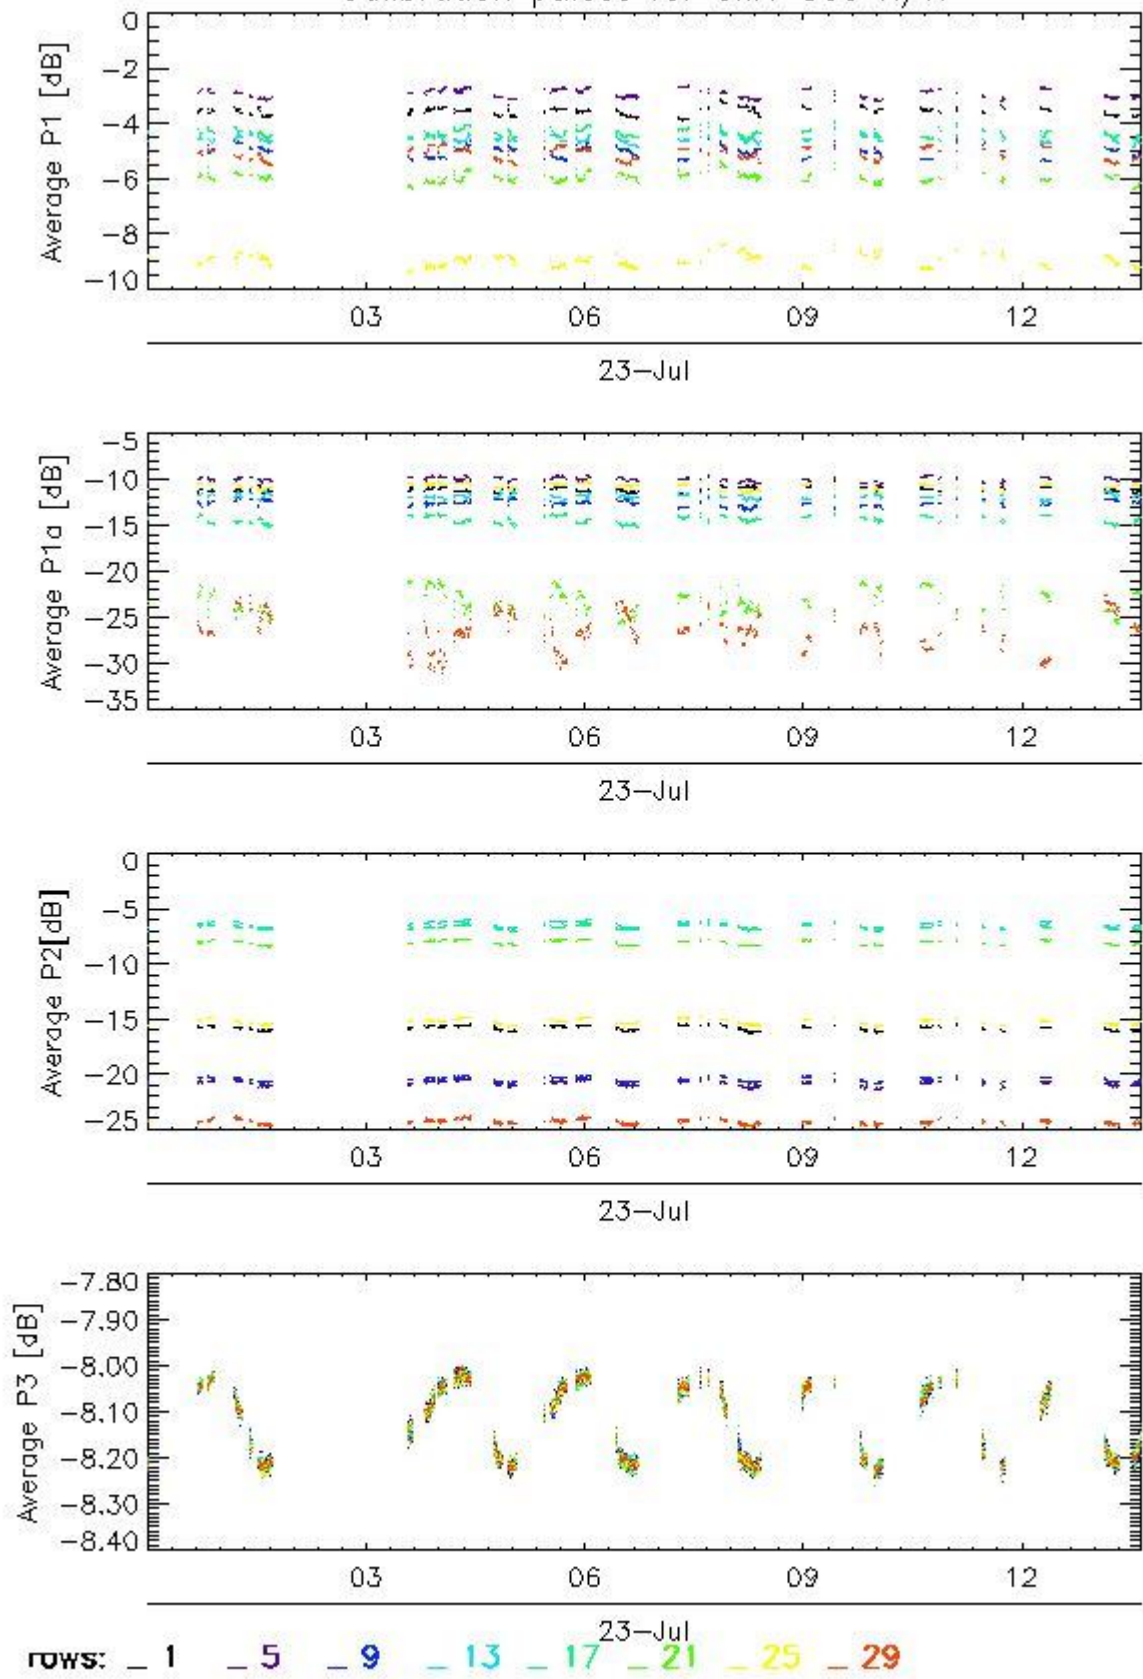 0
-2
-4
-6
-8
-10
Average P1 [dB]
03 06 09 12
23-Jul
-5
-10
-15
-20
-25
-30
-35
Average P1a [dB]
03 06 09 12
23-Jul
0
-5
-10
-15
-20
-25
Average P2[dB]
03 06 09 12
23-Jul
-7.80
-7.90
-8.00
-8.10
-8.20
-8.30
-8.40
Average P3 [dB]
03 06 09 12
23-Jul
rows: _ 1 _ 5 _ 9 _ 13 _ 17 _ 21 _ 25 _ 29